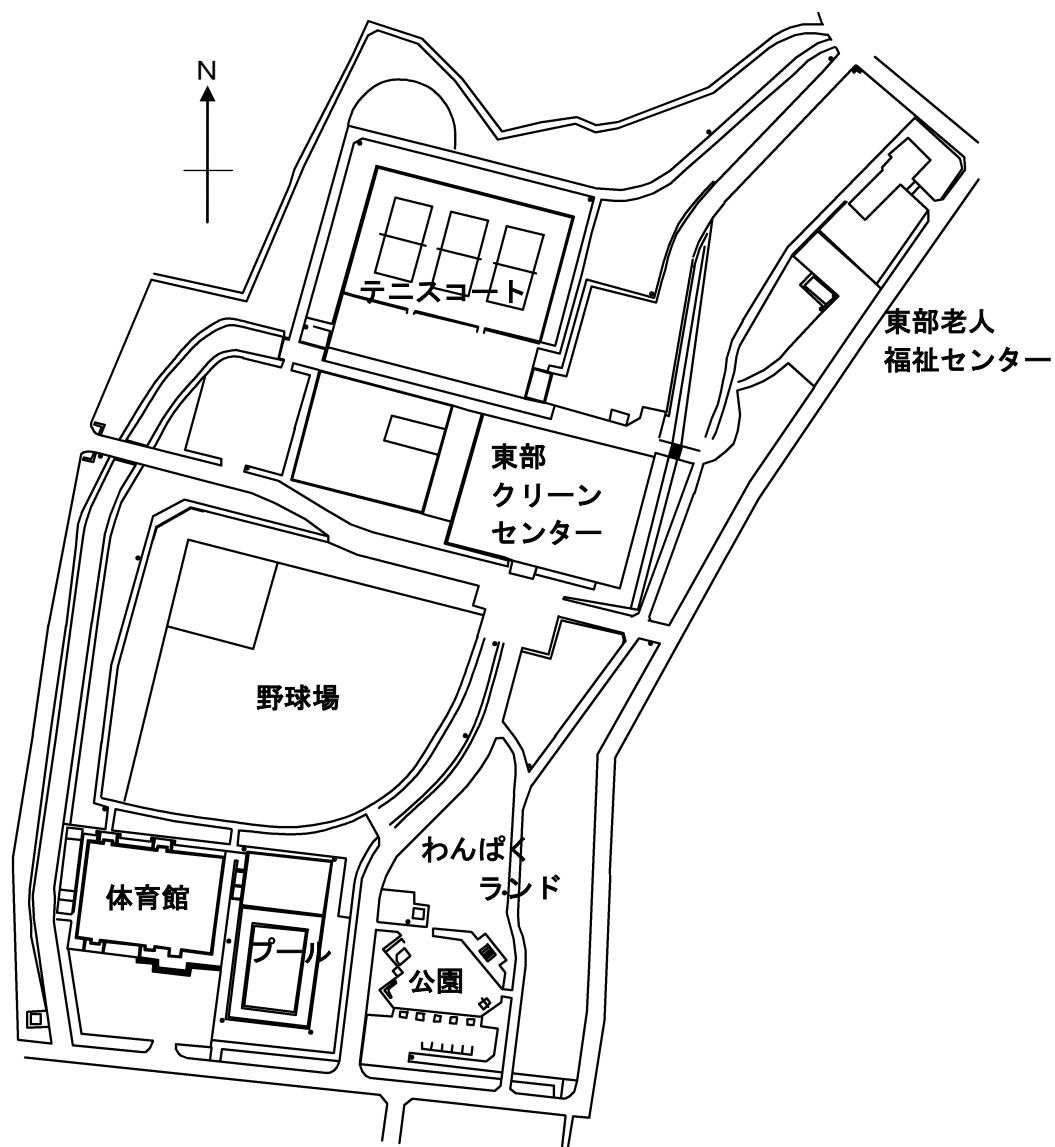 N
テニスコート
東部老人
福祉センター
東部
クリーン
センター
野球場
わんぱく
ランド
体育館
プール
公園